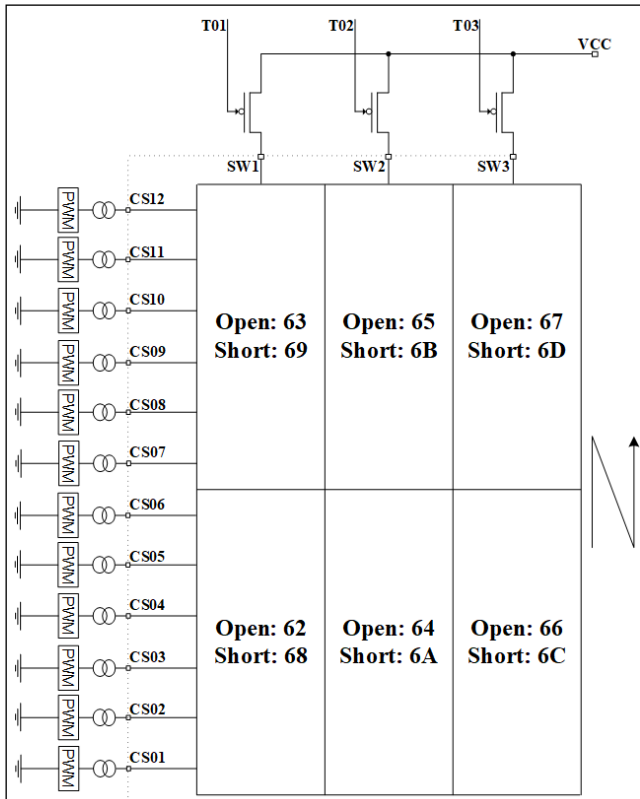 T01
T02
T03
VCC
SW1
SW2
SW3
PWM
CS12
PWM
CS11
PWM
CS10
Open: 63
Short: 69
Open: 65
Short: 6B
Open: 67
Short: 6D
PWM
CS09
PWM
CS08
PWM
CS07
PWM
CS06
PWM
CS05
PWM
CS04
Open: 62
Short: 68
Open: 64
Short: 6A
Open: 66
Short: 6C
PWM
CS03
PWM
CS02
PWM
CS01